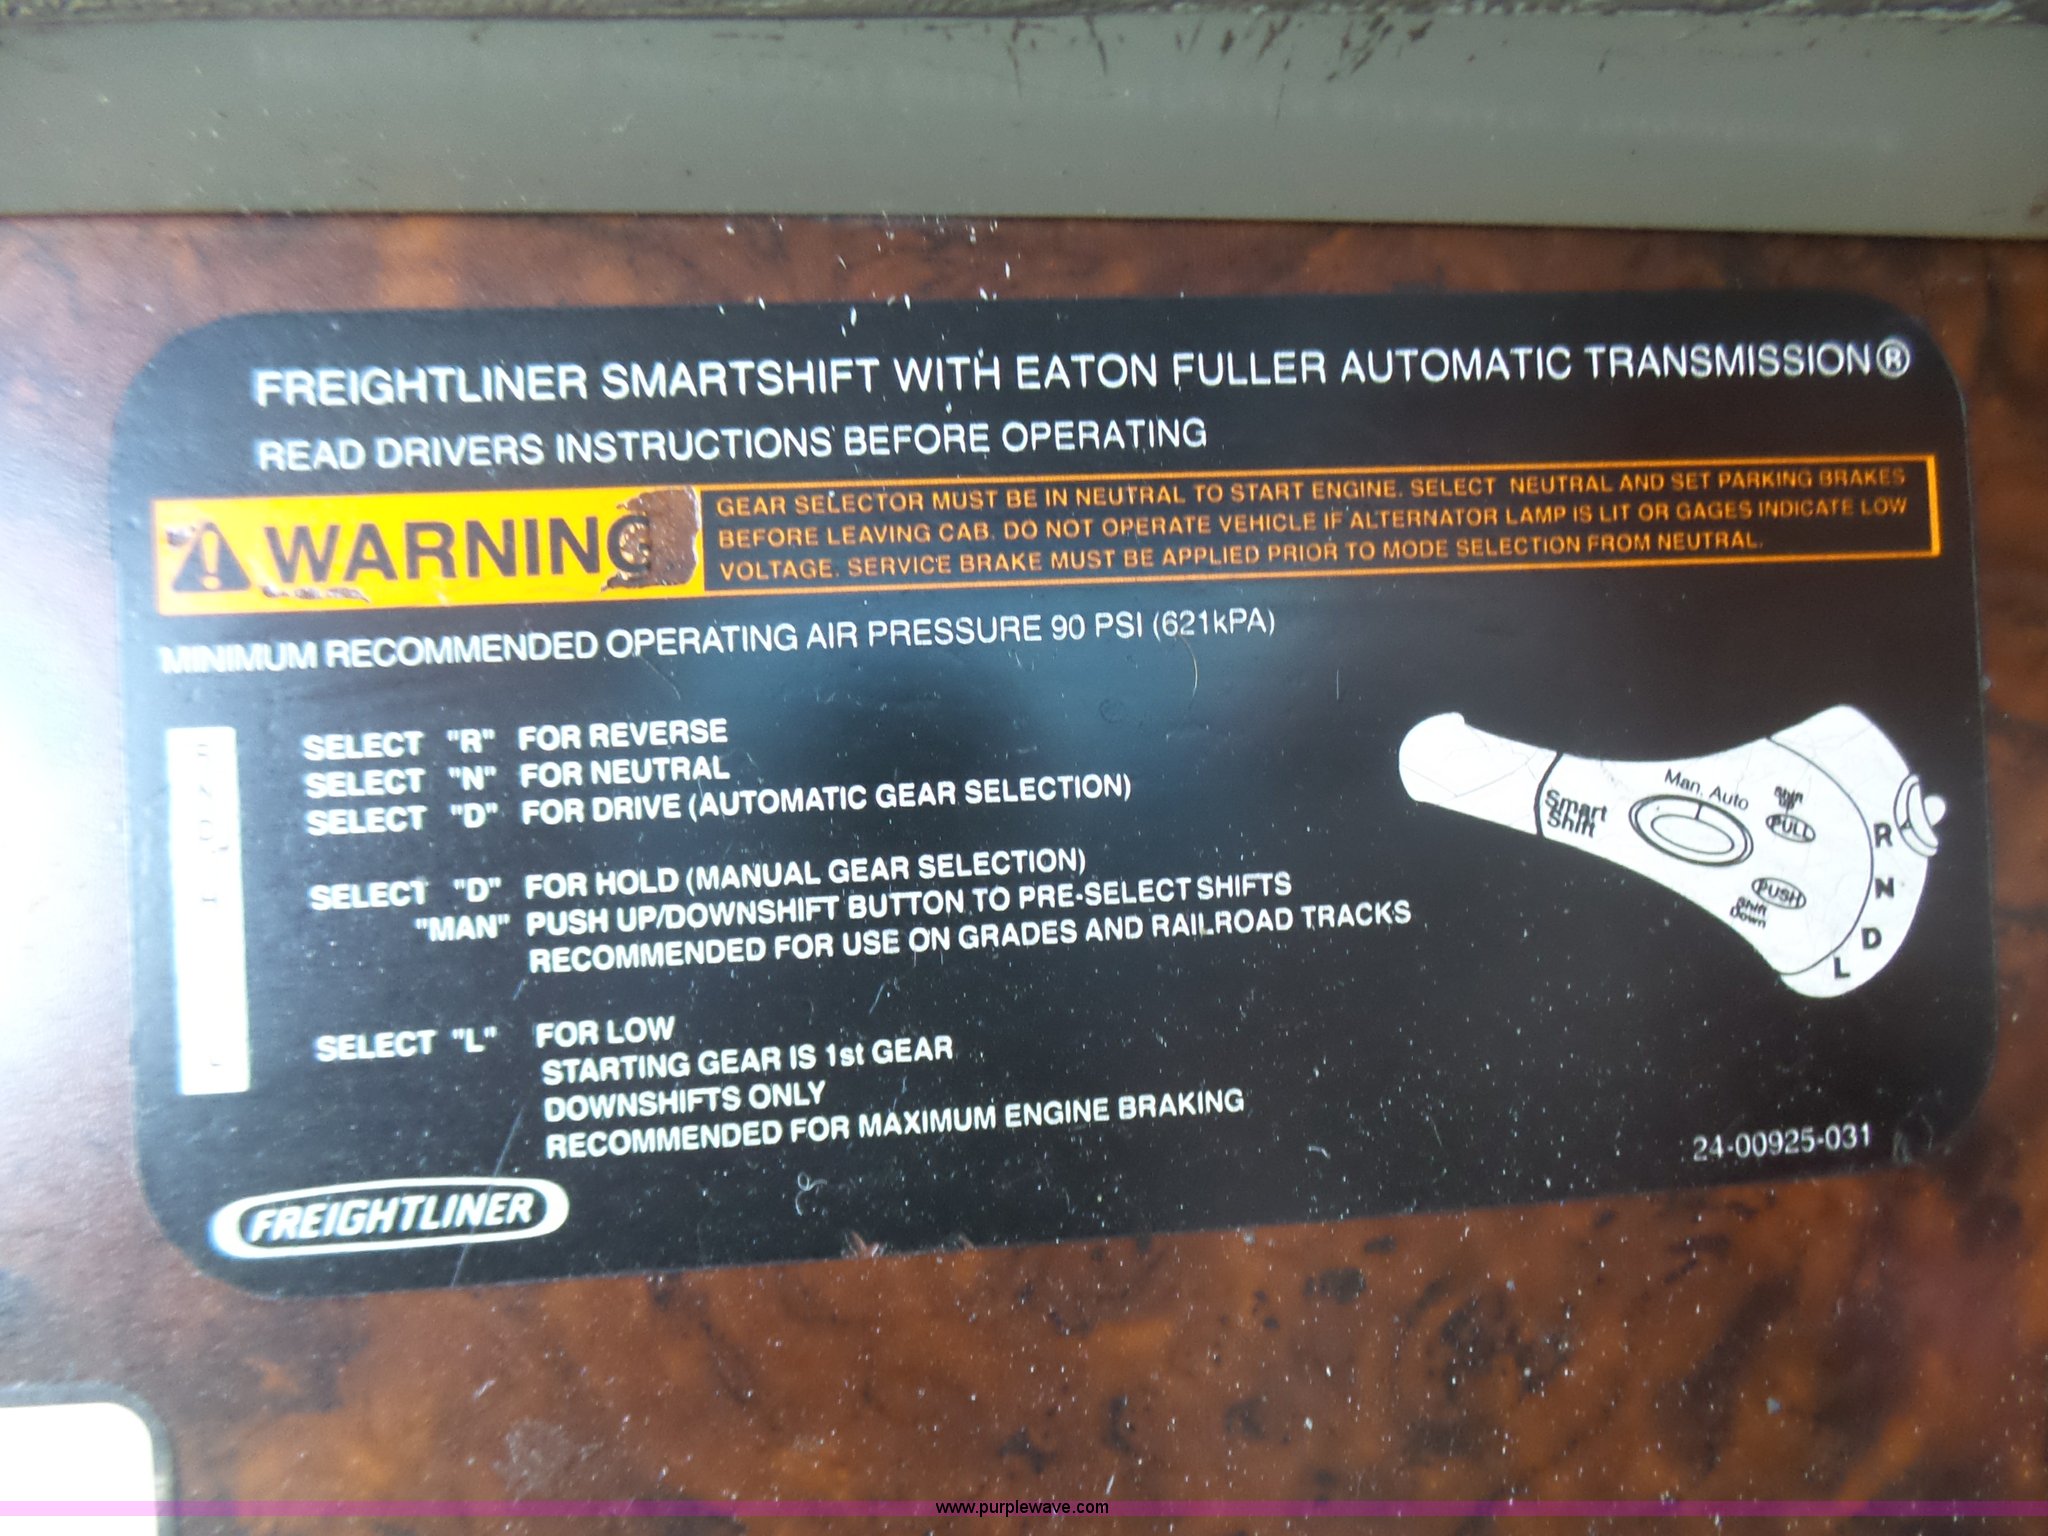 FREIGHTLINER SMARTSHIFT WITH EATON FULLER AUTOMATIC TRANSMISSION®
READ DRIVERS INSTRUCTIONS BEFORE OPERATING
WARNING
GEAR SELECTOR MUST BE IN NEUTRAL TO START ENGINE. SELECT NEUTRAL AND SET PARKING BRAKES
BEFORE LEAVING CAB. DO NOT OPERATE VEHICLE IF ALTERNATOR LAMP IS LIT OR GAGES INDICATE LOW
VOLTAGE. SERVICE BRAKE MUST BE APPLIED PRIOR TO MODE SELECTION FROM NEUTRAL.
MINIMUM RECOMMENDED OPERATING AIR PRESSURE 90 PSI (621kPA)
SELECT "R" FOR REVERSE
SELECT "N" FOR NEUTRAL
SELECT "D" FOR DRIVE (AUTOMATIC GEAR SELECTION)
SELECT "D" FOR HOLD (MANUAL GEAR SELECTION)
"MAN" PUSH UP/DOWNSHIFT BUTTON TO PRE-SELECT SHIFTS
RECOMMENDED FOR USE ON GRADES AND RAILROAD TRACKS
SELECT "L" FOR LOW
STARTING GEAR IS 1st GEAR
DOWNSHIFTS ONLY
RECOMMENDED FOR MAXIMUM ENGINE BRAKING
Smart
Shift
Man. Auto
Shift
up
PULL
PUSH
Shift
Down
R
N
D
L
24-00925-031
FREIGHTLINER
www.purplewave.com